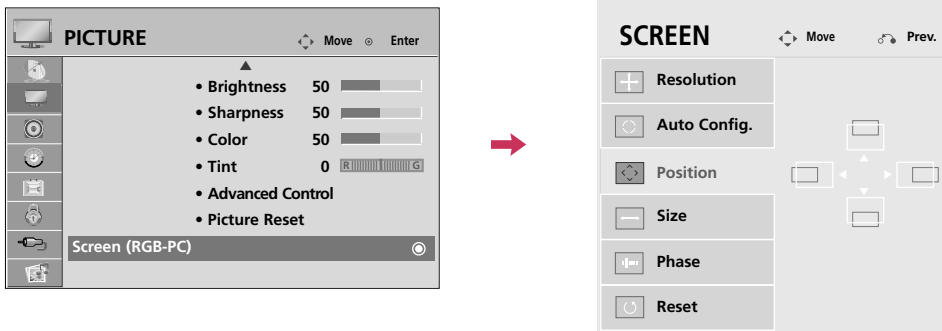 PICTURE Move Enter
• Brightness 50
• Sharpness 50
• Color 50
• Tint 0 R G
• Advanced Control
• Picture Reset
Screen (RGB-PC)
SCREEN Move Prev.
Resolution
Auto Config.
Position
Size
Phase
Reset